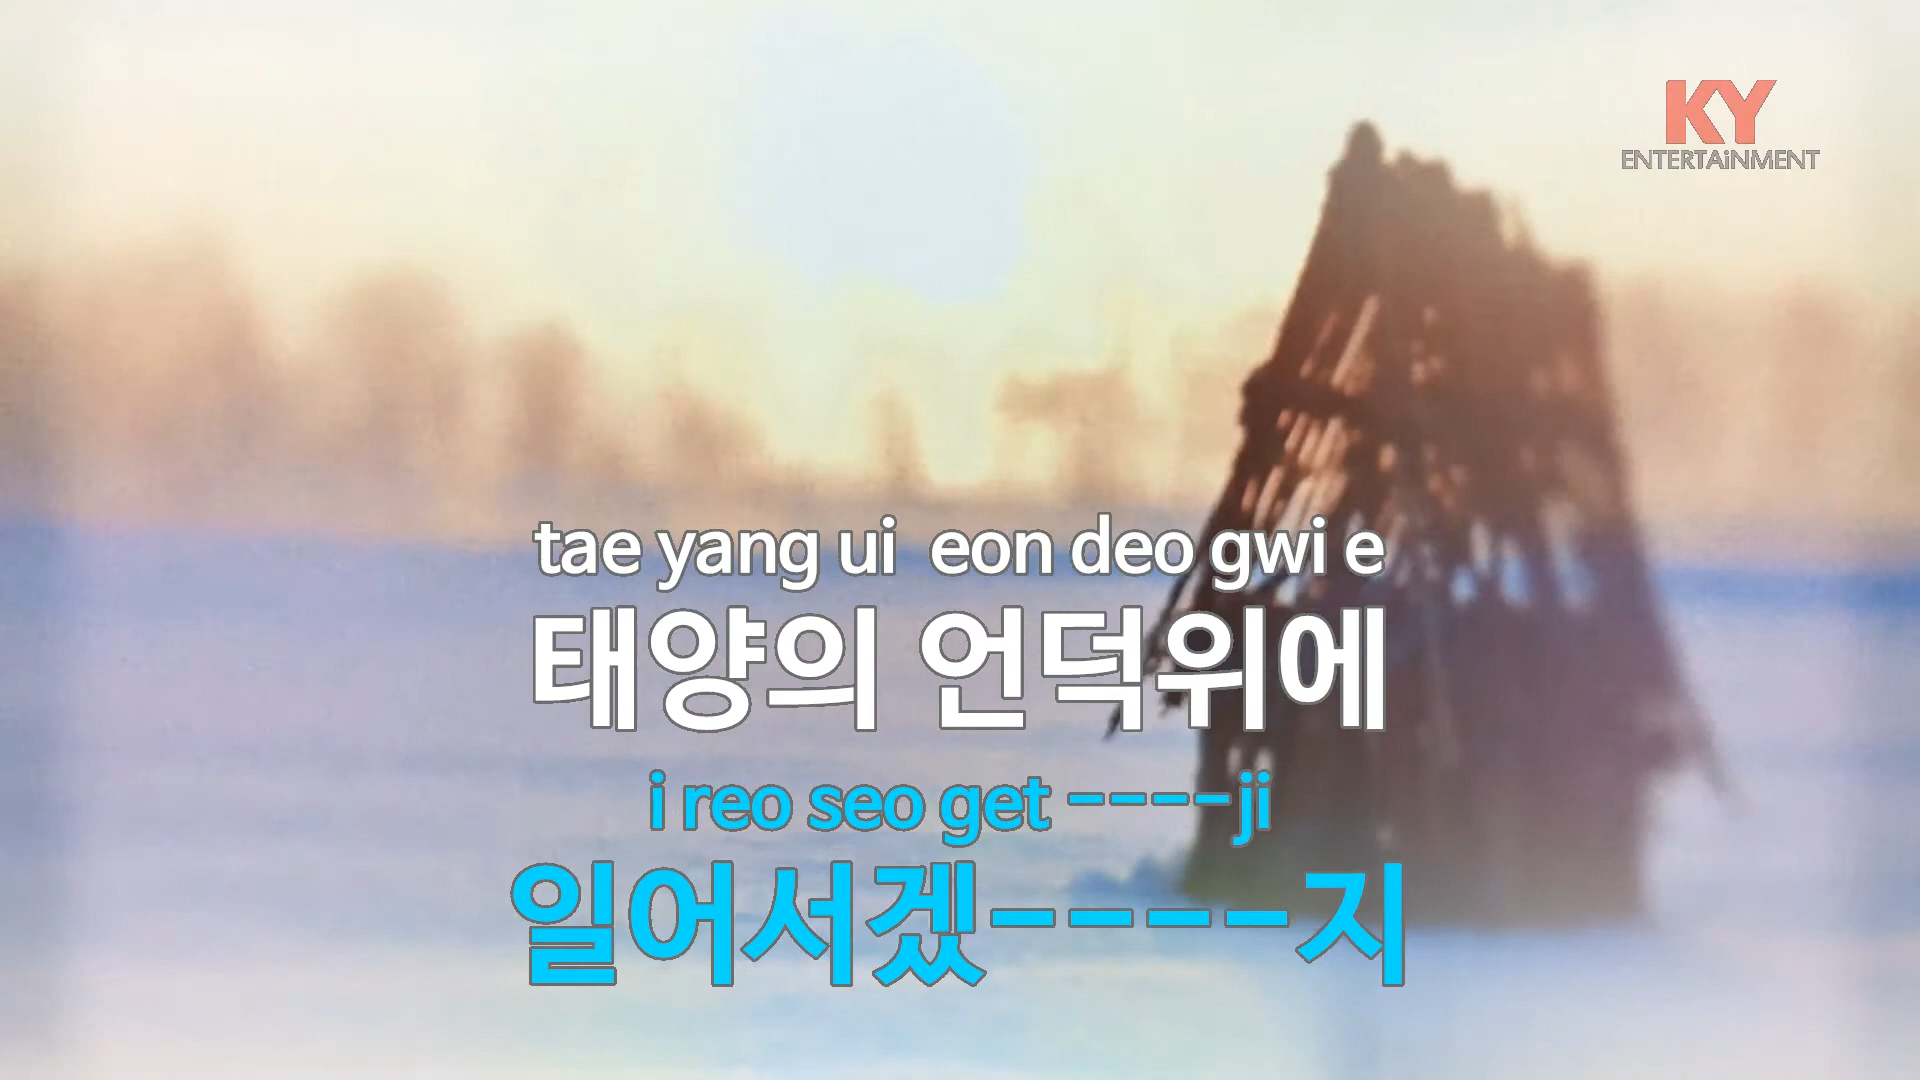 KY
ENTERTAiNMENT
tae yang ui eon deo gwi e
태양의 언덕위에
i reo seo get ----ji
일어서겠----지